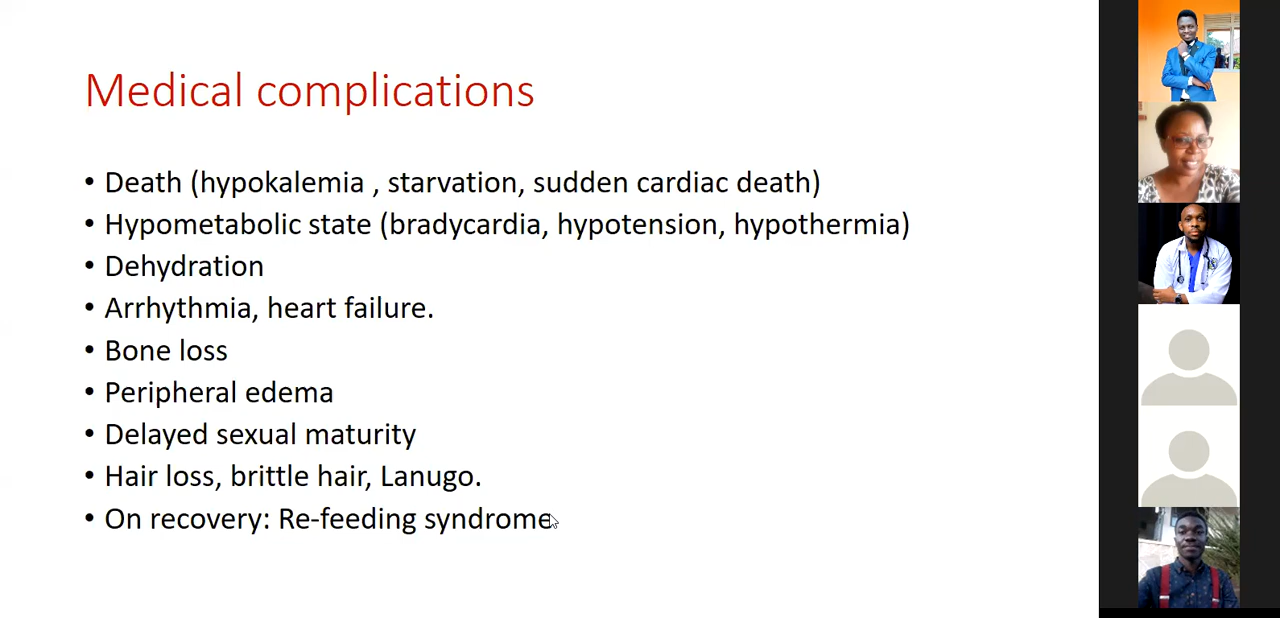 Medical complications
• Death (hypokalemia , starvation, sudden cardiac death)
• Hypometabolic state (bradycardia, hypotension, hypothermia)
• Dehydration
• Arrhythmia, heart failure.
• Bone loss
• Peripheral edema
• Delayed sexual maturity
• Hair loss, brittle hair, Lanugo.
• On recovery: Re-feeding syndrome